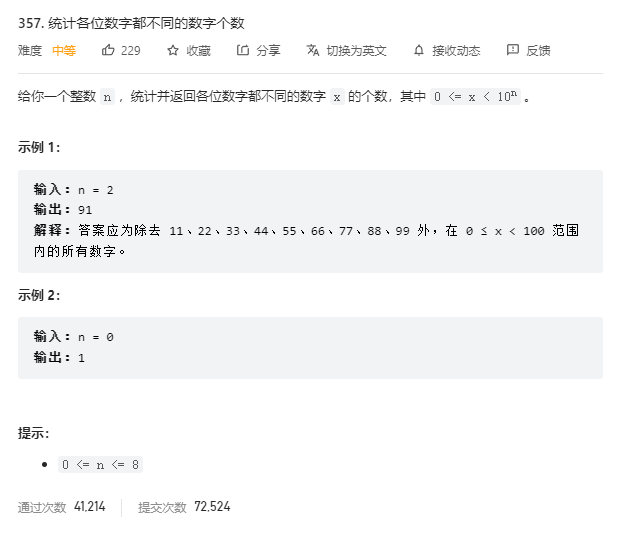 357. 统计各位数字都不同的数字个数
难度 中等 229 收藏 分享 切换为英文 接收动态 反馈
给你一个整数 n ，统计并返回各位数字都不同的数字 x 的个数，其中 0 <= x < 10ⁿ 。
示例 1：
输入：n = 2
输出：91
解释：答案应为除去 11、22、33、44、55、66、77、88、99 外，在 0 ≤ x < 100 范围
内的所有数字。
示例 2：
输入：n = 0
输出：1
提示：
• 0 <= n <= 8
通过次数 41,214 提交次数 72,524